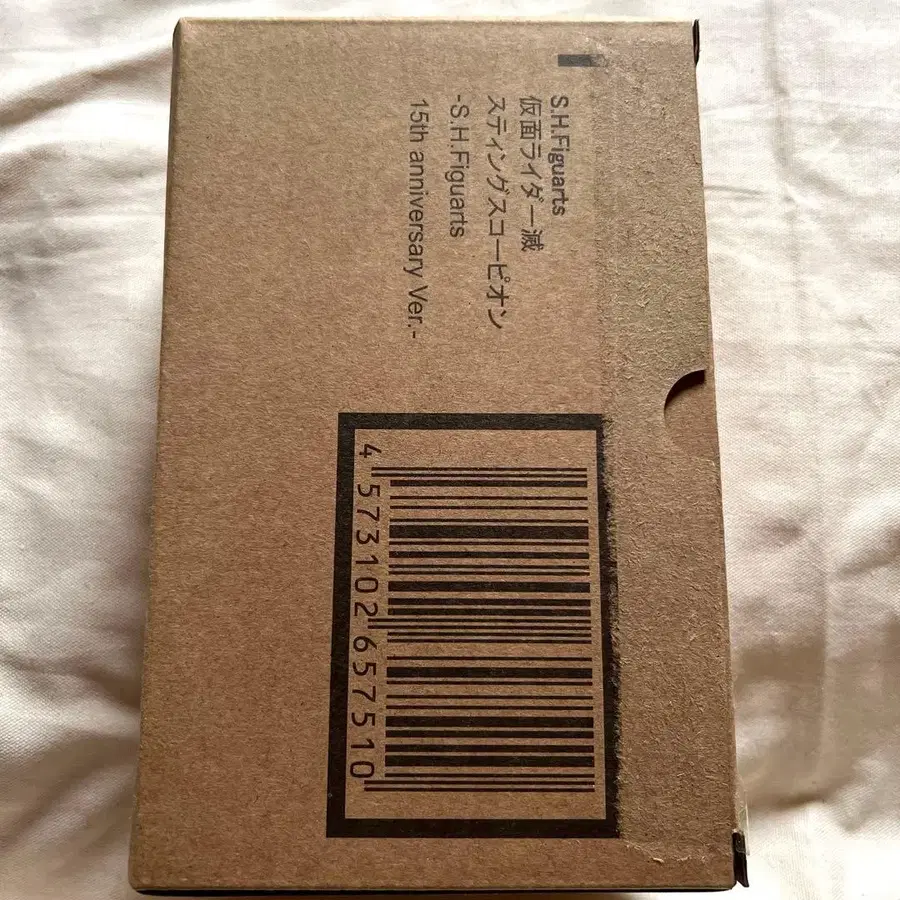 S.H.Figuarts
仮面ライダー滅
スティングスコーピオン
-S.H.Figuarts
15th anniversary Ver.-
4 573102 657510